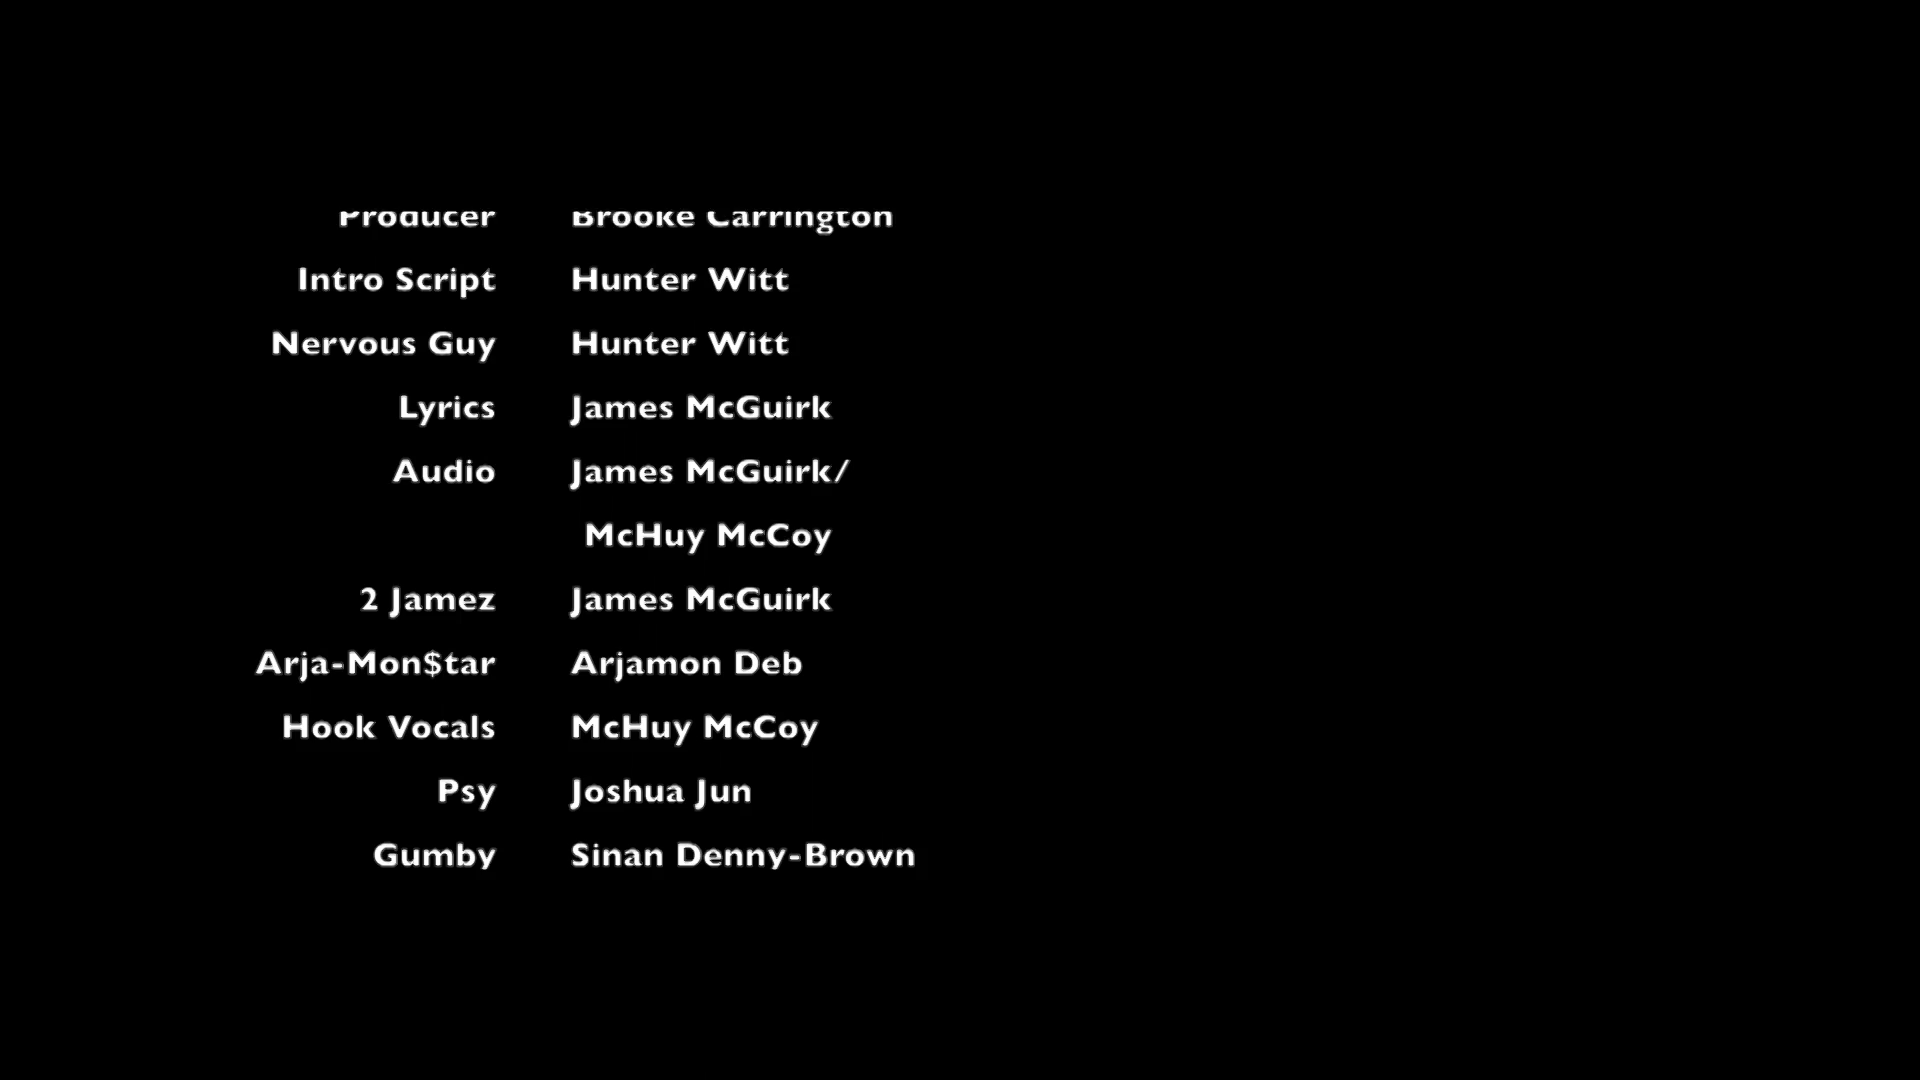 Producer Brooke Carrington
Intro Script Hunter Witt
Nervous Guy Hunter Witt
Lyrics James McGuirk
Audio James McGuirk/
McHuy McCoy
2 Jamez James McGuirk
Arja-Mon$tar Arjamon Deb
Hook Vocals McHuy McCoy
Psy Joshua Jun
Gumby Sinan Denny-Brown